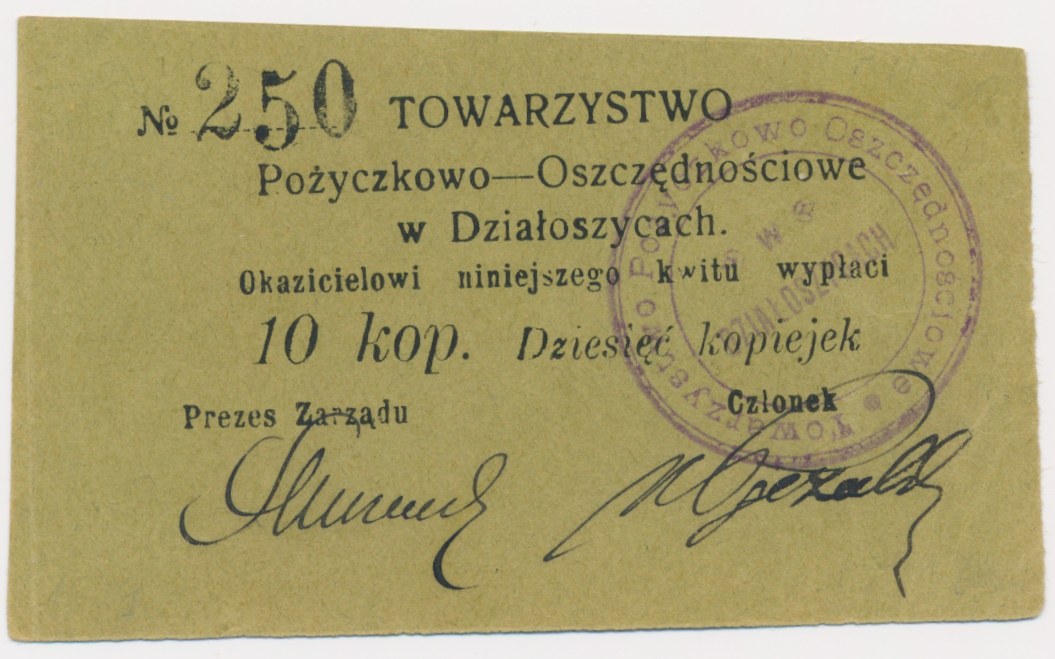 № 250 TOWARZYSTWO
Pożyczkowo—Oszczędnościowe
w Działoszycach.
Okazicielowi niniejszego kwitu wypłaci
10 kop. Dziesięć kopiejek
Prezes Zarządu Członek
Towarzystwo Pożyczkowo Oszczędnościowe
w
DZIAŁOSZYCACH